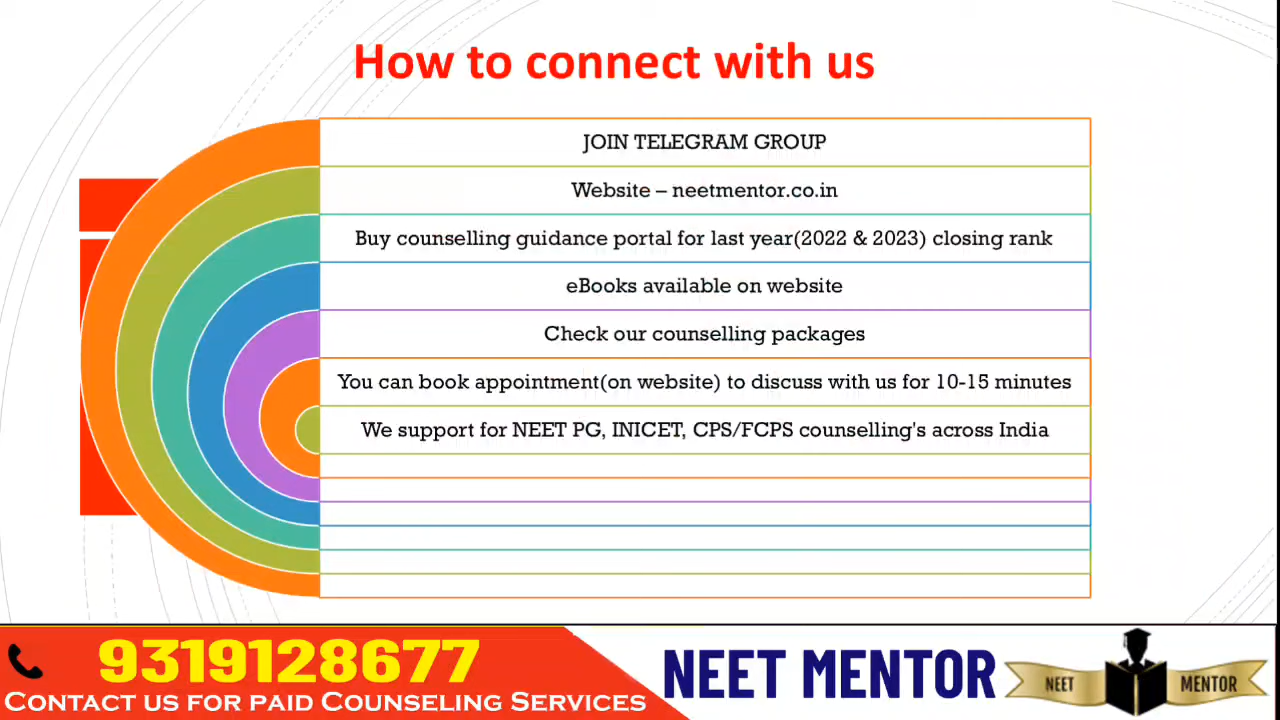 How to connect with us
JOIN TELEGRAM GROUP
Website – neetmentor.co.in
Buy counselling guidance portal for last year(2022 & 2023) closing rank
eBooks available on website
Check our counselling packages
You can book appointment(on website) to discuss with us for 10-15 minutes
We support for NEET PG, INICET, CPS/FCPS counselling's across India
9319128677
CONTACT US FOR PAID COUNSELING SERVICES
NEET MENTOR
NEET MENTOR